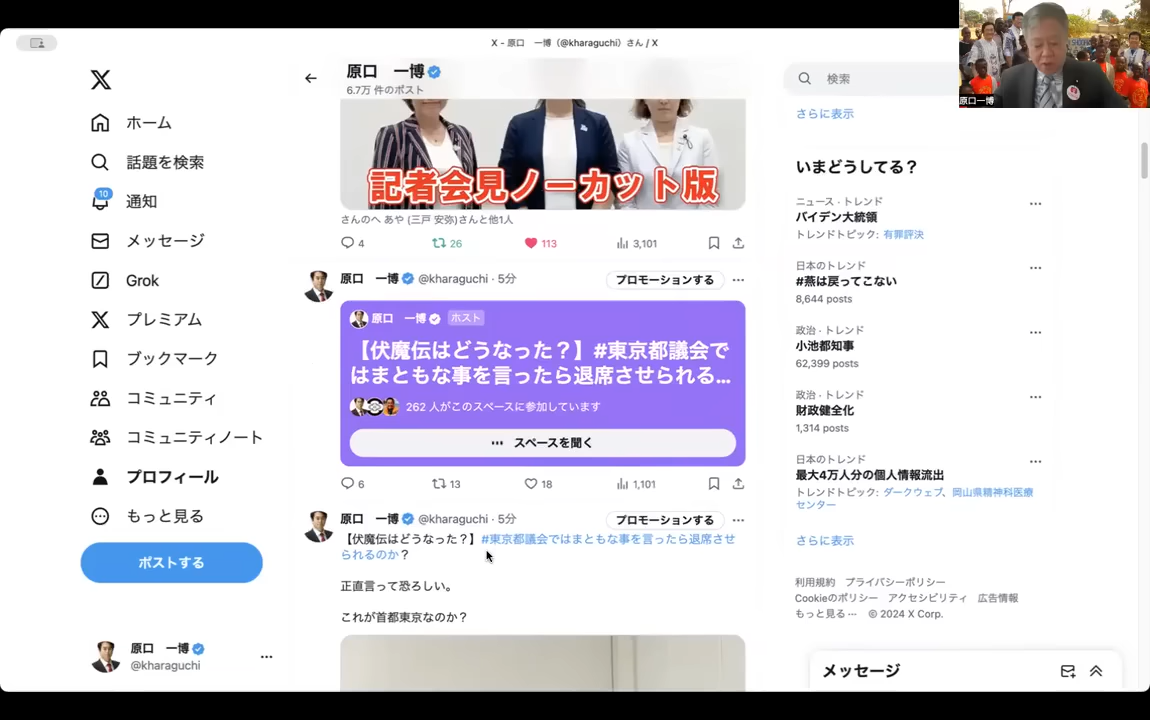 X - 原口 一博（@kharaguchi）さん / X
原口一博
ホーム
話題を検索
10
通知
メッセージ
Grok
プレミアム
ブックマーク
コミュニティ
コミュニティノート
プロフィール
もっと見る
ポストする
原口 一博
@kharaguchi
原口 一博
6.7万 件のポスト
記者会見ノーカット版
さんのへ あや (三戸 安弥)さんと他1人
4 26 113 3,101
原口 一博 @kharaguchi · 5分
プロモーションする
原口 一博 ホスト
【伏魔伝はどうなった？】#東京都議会で
はまともな事を言ったら退席させられる...
262 人がこのスペースに参加しています
スペースを聞く
6 13 18 1,101
原口 一博 @kharaguchi · 5分
プロモーションする
【伏魔伝はどうなった？】#東京都議会ではまともな事を言ったら退席させ
られるのか？
正直言って恐ろしい。
これが首都東京なのか？
検索
さらに表示
いまどうしてる？
ニュース · トレンド
バイデン大統領
トレンドトピック: 有罪評決
日本のトレンド
#燕は戻ってこない
8,644 posts
政治 · トレンド
小池都知事
62,399 posts
政治 · トレンド
財政健全化
1,314 posts
日本のトレンド
最大4万人分の個人情報流出
トレンドトピック: ダークウェブ、岡山県精神科医療
センター
さらに表示
利用規約 プライバシーポリシー
Cookieのポリシー アクセシビリティ 広告情報
もっと見る… © 2024 X Corp.
メッセージ